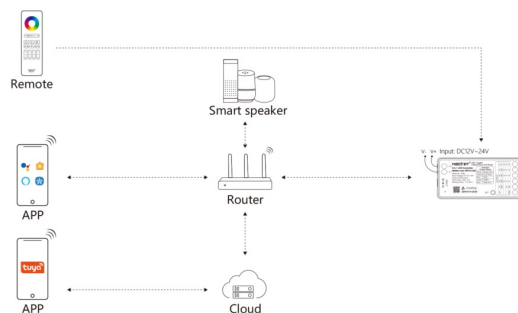 Remote
Smart speaker
V- V+ Input: DC12V~24V
APP
Router
tuya
APP
Cloud